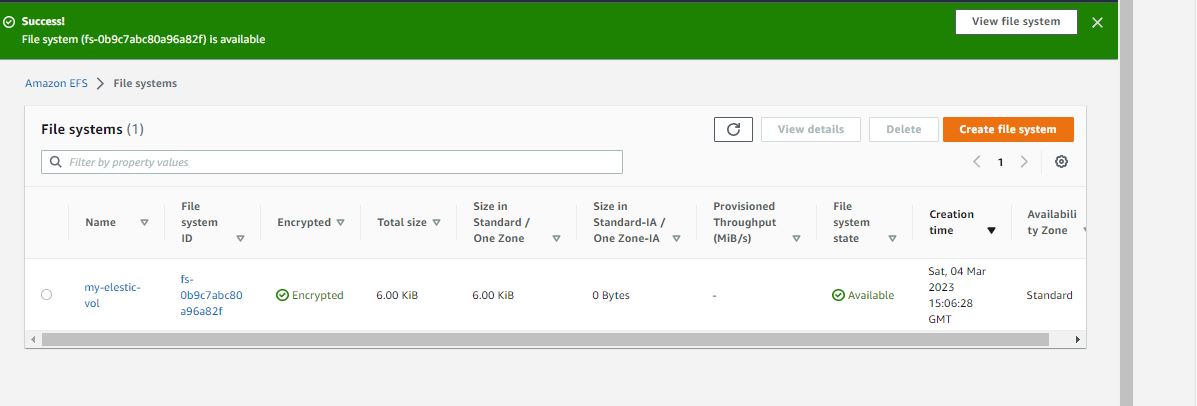 Success!
View file system
File system (fs-0b9c7abc80a96a82f) is available
Amazon EFS > File systems
File systems (1)
View details
Delete
Create file system
Filter by property values
1
Name
File
system
ID
Encrypted
Total size
Size in
Standard /
One Zone
Size in
Standard-IA /
One Zone-IA
Provisioned
Throughput
(MiB/s)
File
system
state
Creation
time
Availabili
ty Zone
my-elestic-
vol
fs-
0b9c7abc80
a96a82f
Encrypted
6.00 KiB
6.00 KiB
0 Bytes
-
Available
Sat, 04 Mar
2023
15:06:28
GMT
Standard